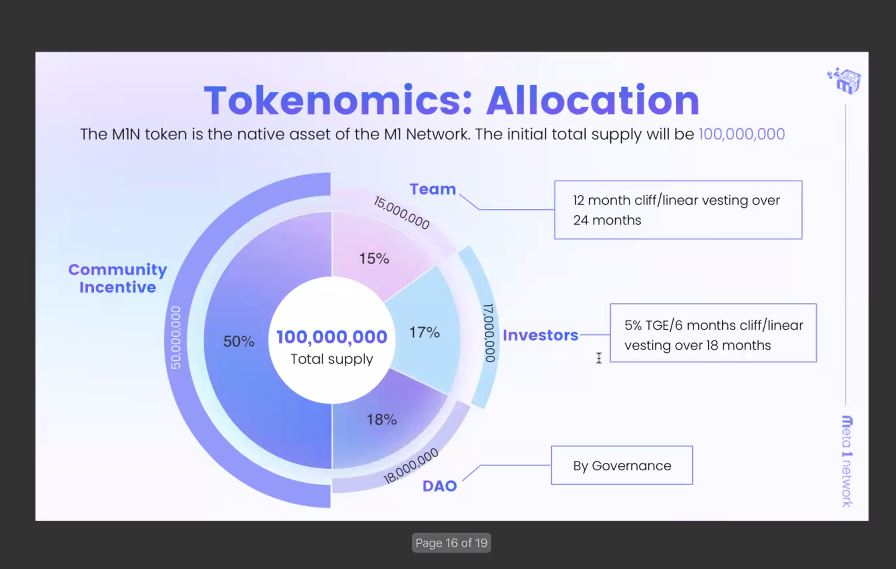 Tokenomics: Allocation
The M1N token is the native asset of the M1 Network. The initial total supply will be 100,000,000
Team
15,000,000
12 month cliff/linear vesting over
24 months
15%
Community
Incentive
50,000,000
50%
100,000,000
Total supply
17%
17,000,000
Investors
5% TGE/6 months cliff/linear
vesting over 18 months
18%
18,000,000
DAO
By Governance
meta 1 network
Page 16 of 19